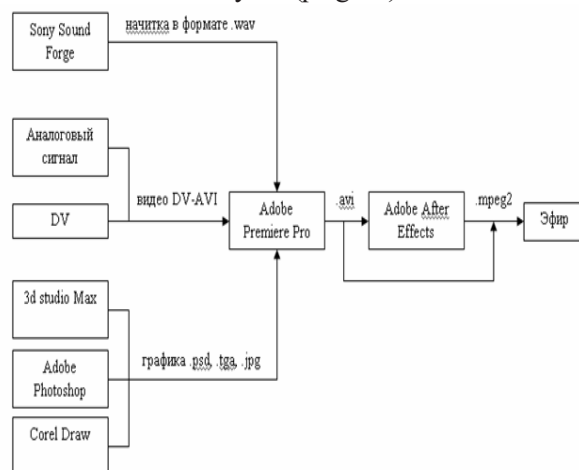 Sony Sound
Forge
начитка в формате .wav
Аналоговый
сигнал
DV
видео DV-AVI
Adobe
Premiere Pro
.avi
Adobe After
Effects
.mpeg2
Эфир
3d studio Max
Adobe
Photoshop
графика .psd, .tga, .jpg
Corel Draw